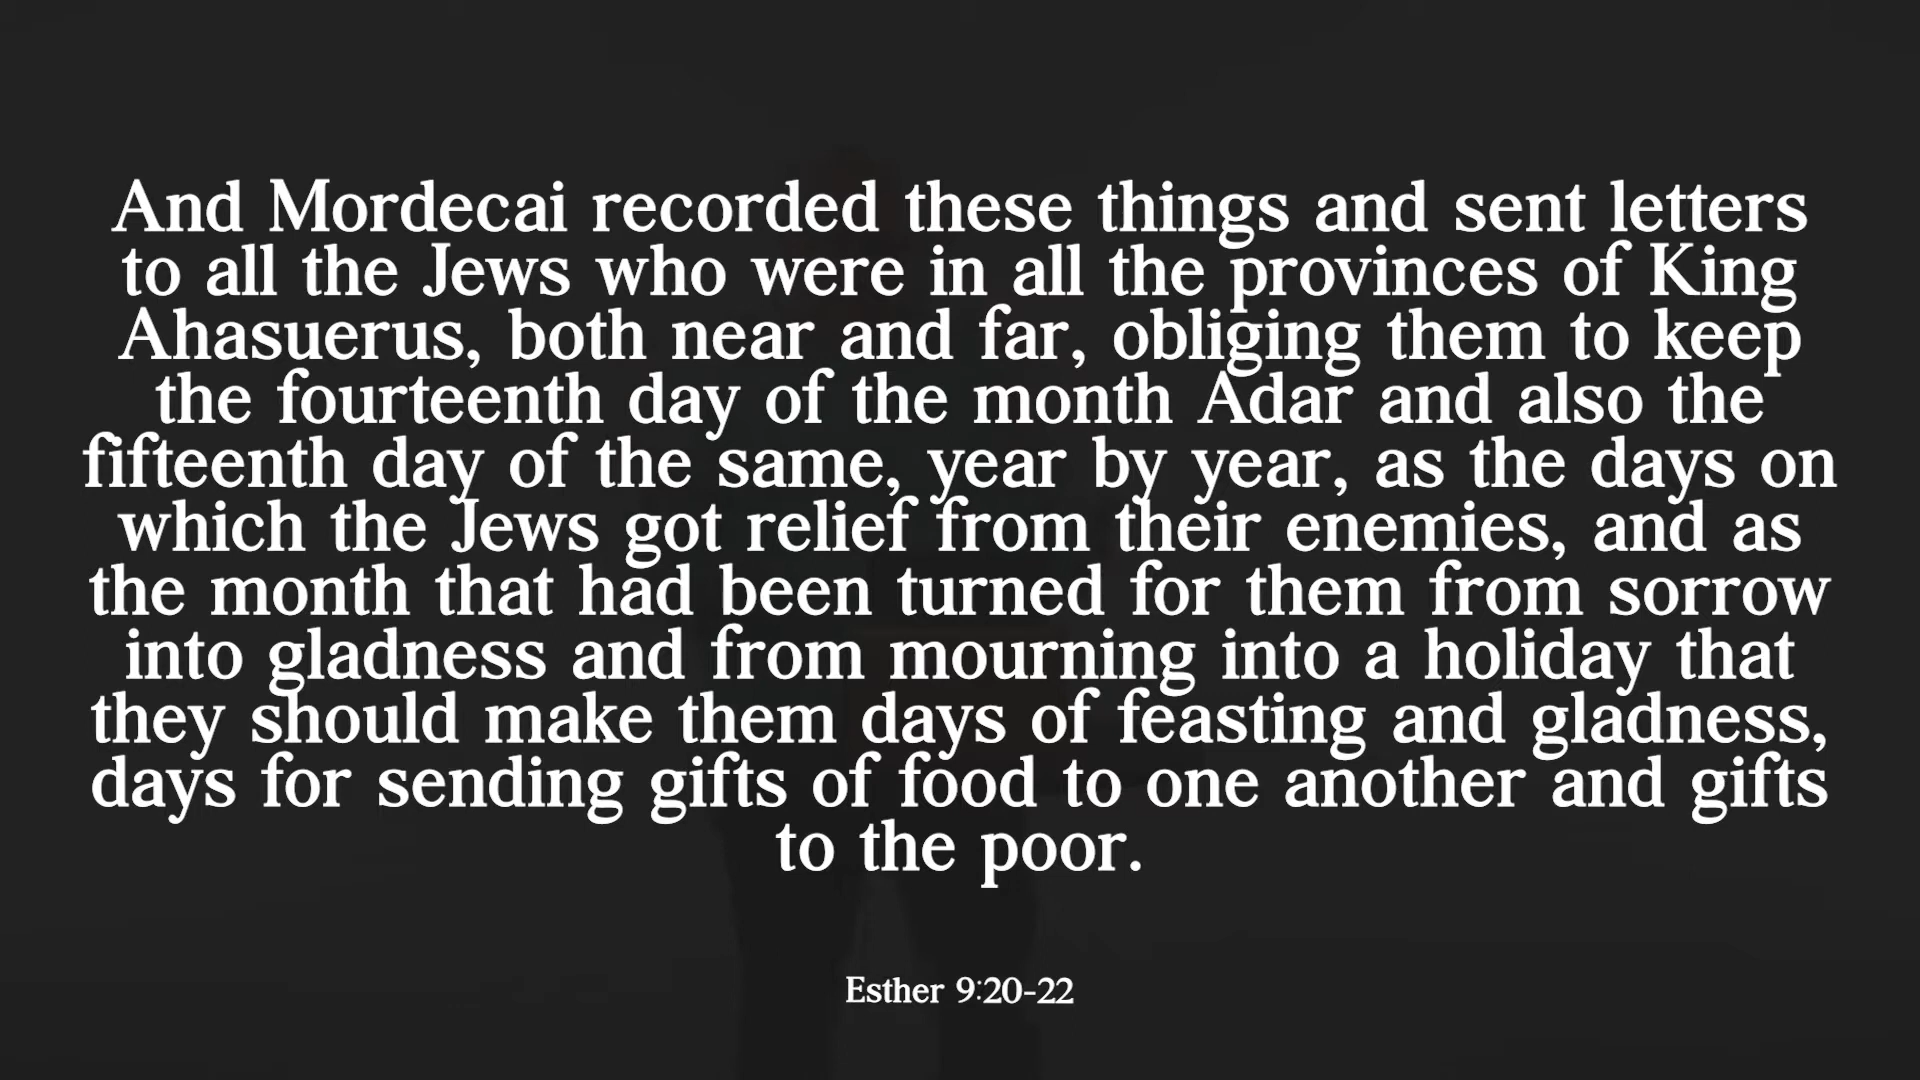 And Mordecai recorded these things and sent letters
to all the Jews who were in all the provinces of King
Ahasuerus, both near and far, obliging them to keep
the fourteenth day of the month Adar and also the
fifteenth day of the same, year by year, as the days on
which the Jews got relief from their enemies, and as
the month that had been turned for them from sorrow
into gladness and from mourning into a holiday that
they should make them days of feasting and gladness,
days for sending gifts of food to one another and gifts
to the poor.
Esther 9:20-22